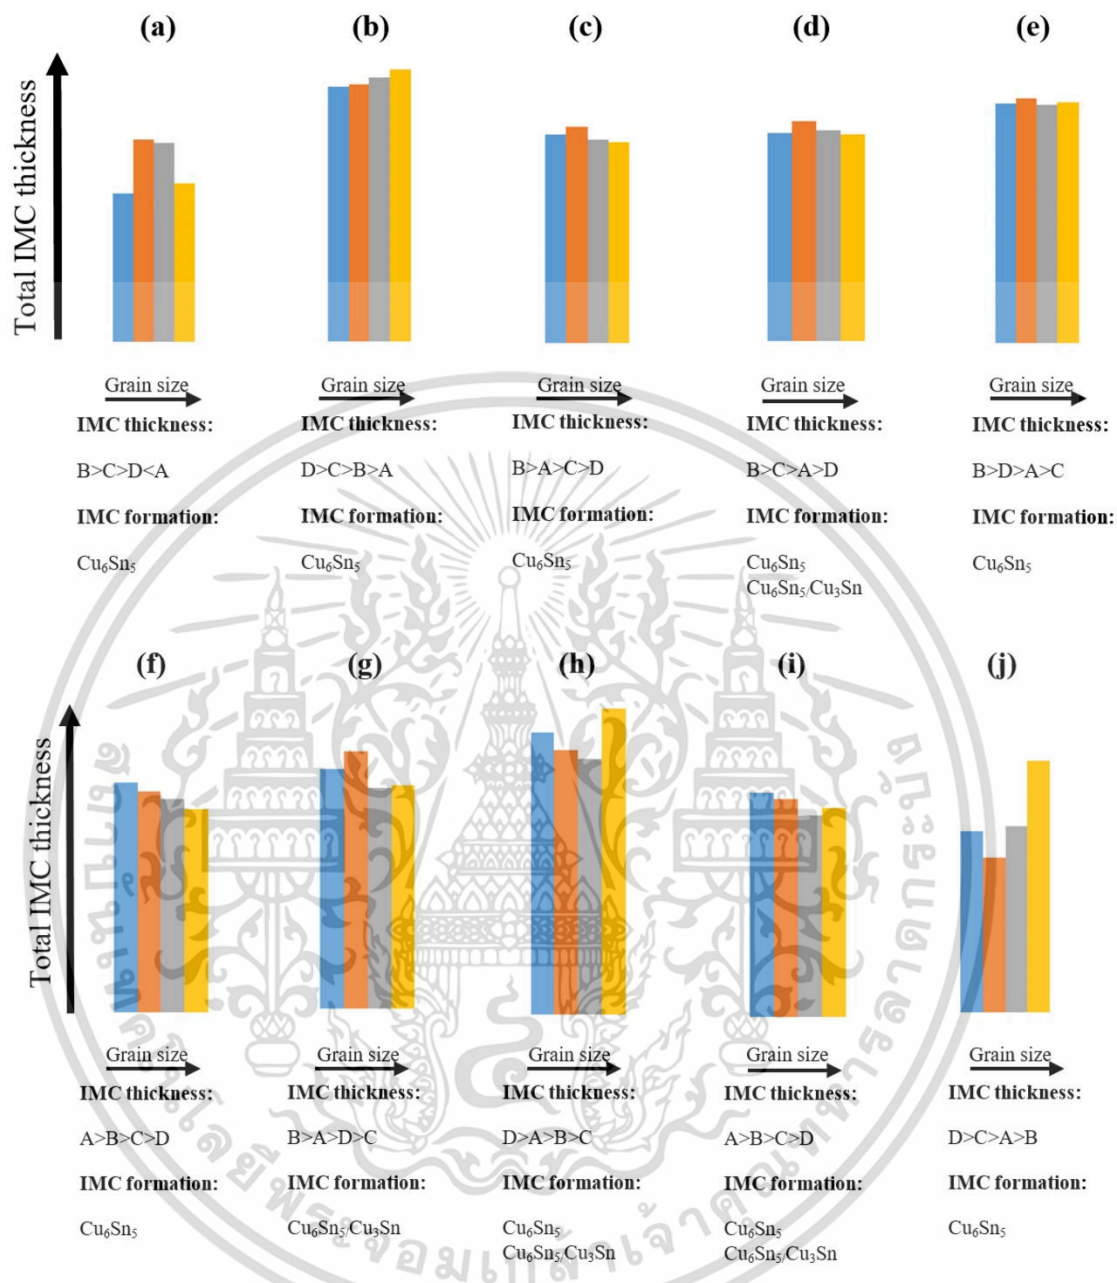 (a) (b) (c) (d) (e)
Total IMC thickness
Grain size Grain size Grain size Grain size Grain size
IMC thickness: IMC thickness: IMC thickness: IMC thickness: IMC thickness:
B>C>D<A D>C>B>A B>A>C>D B>C>A>D B>D>A>C
IMC formation: IMC formation: IMC formation: IMC formation: IMC formation:
Cu₆Sn₅ Cu₆Sn₅ Cu₆Sn₅ Cu₆Sn₅ Cu₆Sn₅
Cu₆Sn₅/Cu₃Sn
(f) (g) (h) (i) (j)
Total IMC thickness
Grain size Grain size Grain size Grain size Grain size
IMC thickness: IMC thickness: IMC thickness: IMC thickness: IMC thickness:
A>B>C>D B>A>D>C D>A>B>C A>B>C>D D>C>A>B
IMC formation: IMC formation: IMC formation: IMC formation: IMC formation:
Cu₆Sn₅ Cu₆Sn₅/Cu₃Sn Cu₆Sn₅ Cu₆Sn₅ Cu₆Sn₅
Cu₆Sn₅/Cu₃Sn Cu₆Sn₅/Cu₃Sn